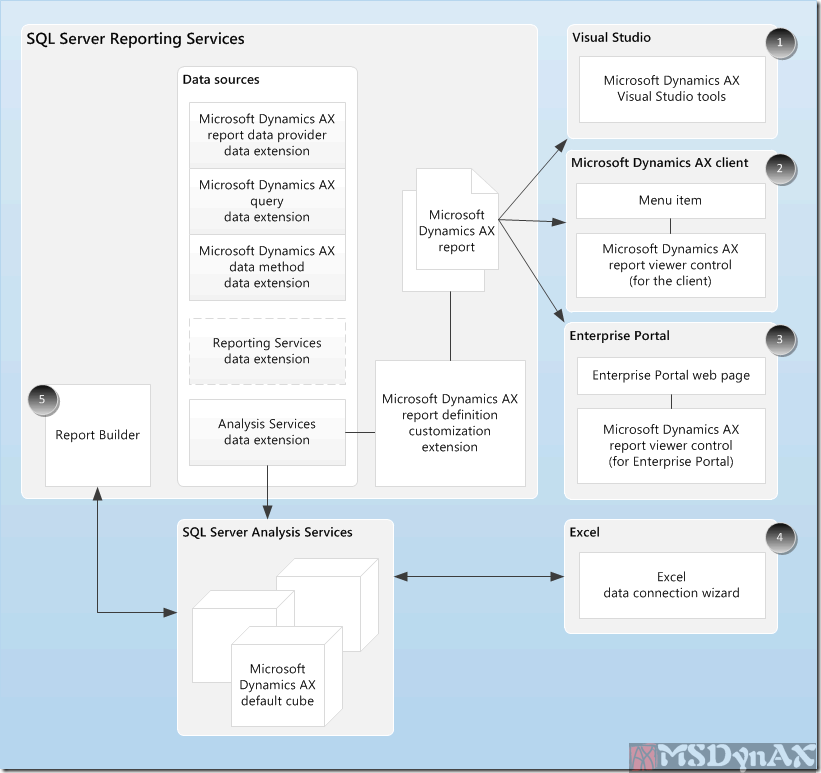 SQL Server Reporting Services
Data sources
Microsoft Dynamics AX
report data provider
data extension
Microsoft Dynamics AX
query
data extension
Microsoft Dynamics AX
data method
data extension
Reporting Services
data extension
Analysis Services
data extension
5
Report Builder
Microsoft
Dynamics AX
report
Microsoft Dynamics AX
report definition
customization
extension
Visual Studio
1
Microsoft Dynamics AX
Visual Studio tools
Microsoft Dynamics AX client
2
Menu item
Microsoft Dynamics AX
report viewer control
(for the client)
Enterprise Portal
3
Enterprise Portal web page
Microsoft Dynamics AX
report viewer control
(for Enterprise Portal)
SQL Server Analysis Services
Microsoft
Dynamics AX
default cube
Excel
4
Excel
data connection wizard
MSDynAX